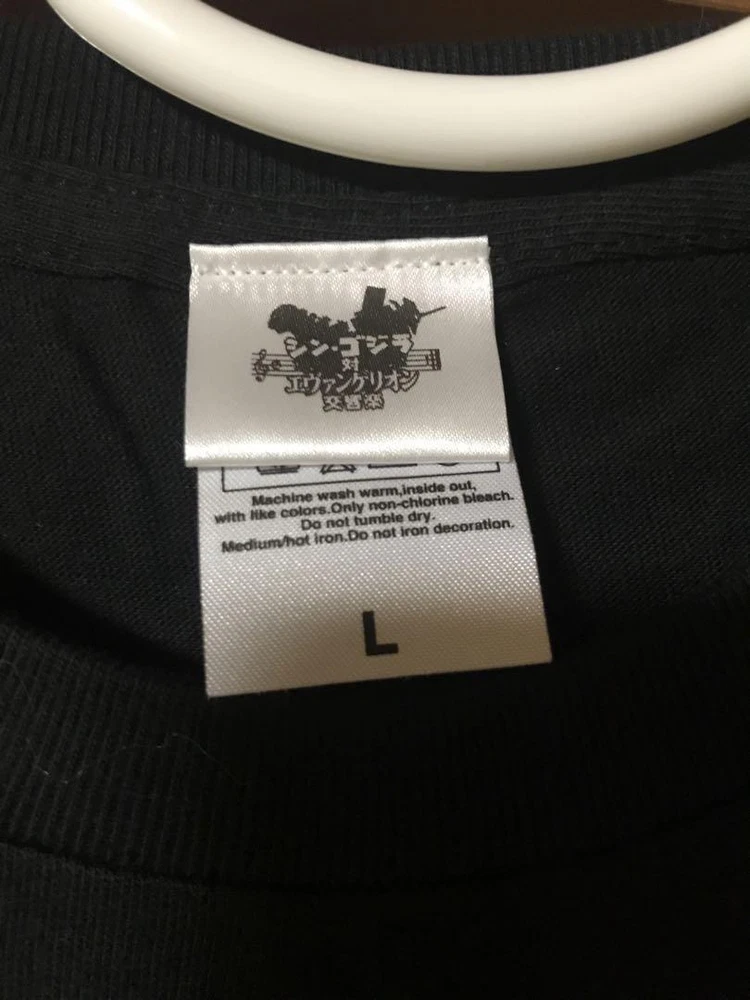 シン・ゴジラ
対
エヴァンゲリオン
交響楽
Machine wash warm,inside out,
with like colors.Only non-chlorine bleach.
Do not tumble dry.
Medium/hot iron.Do not iron decoration.
L